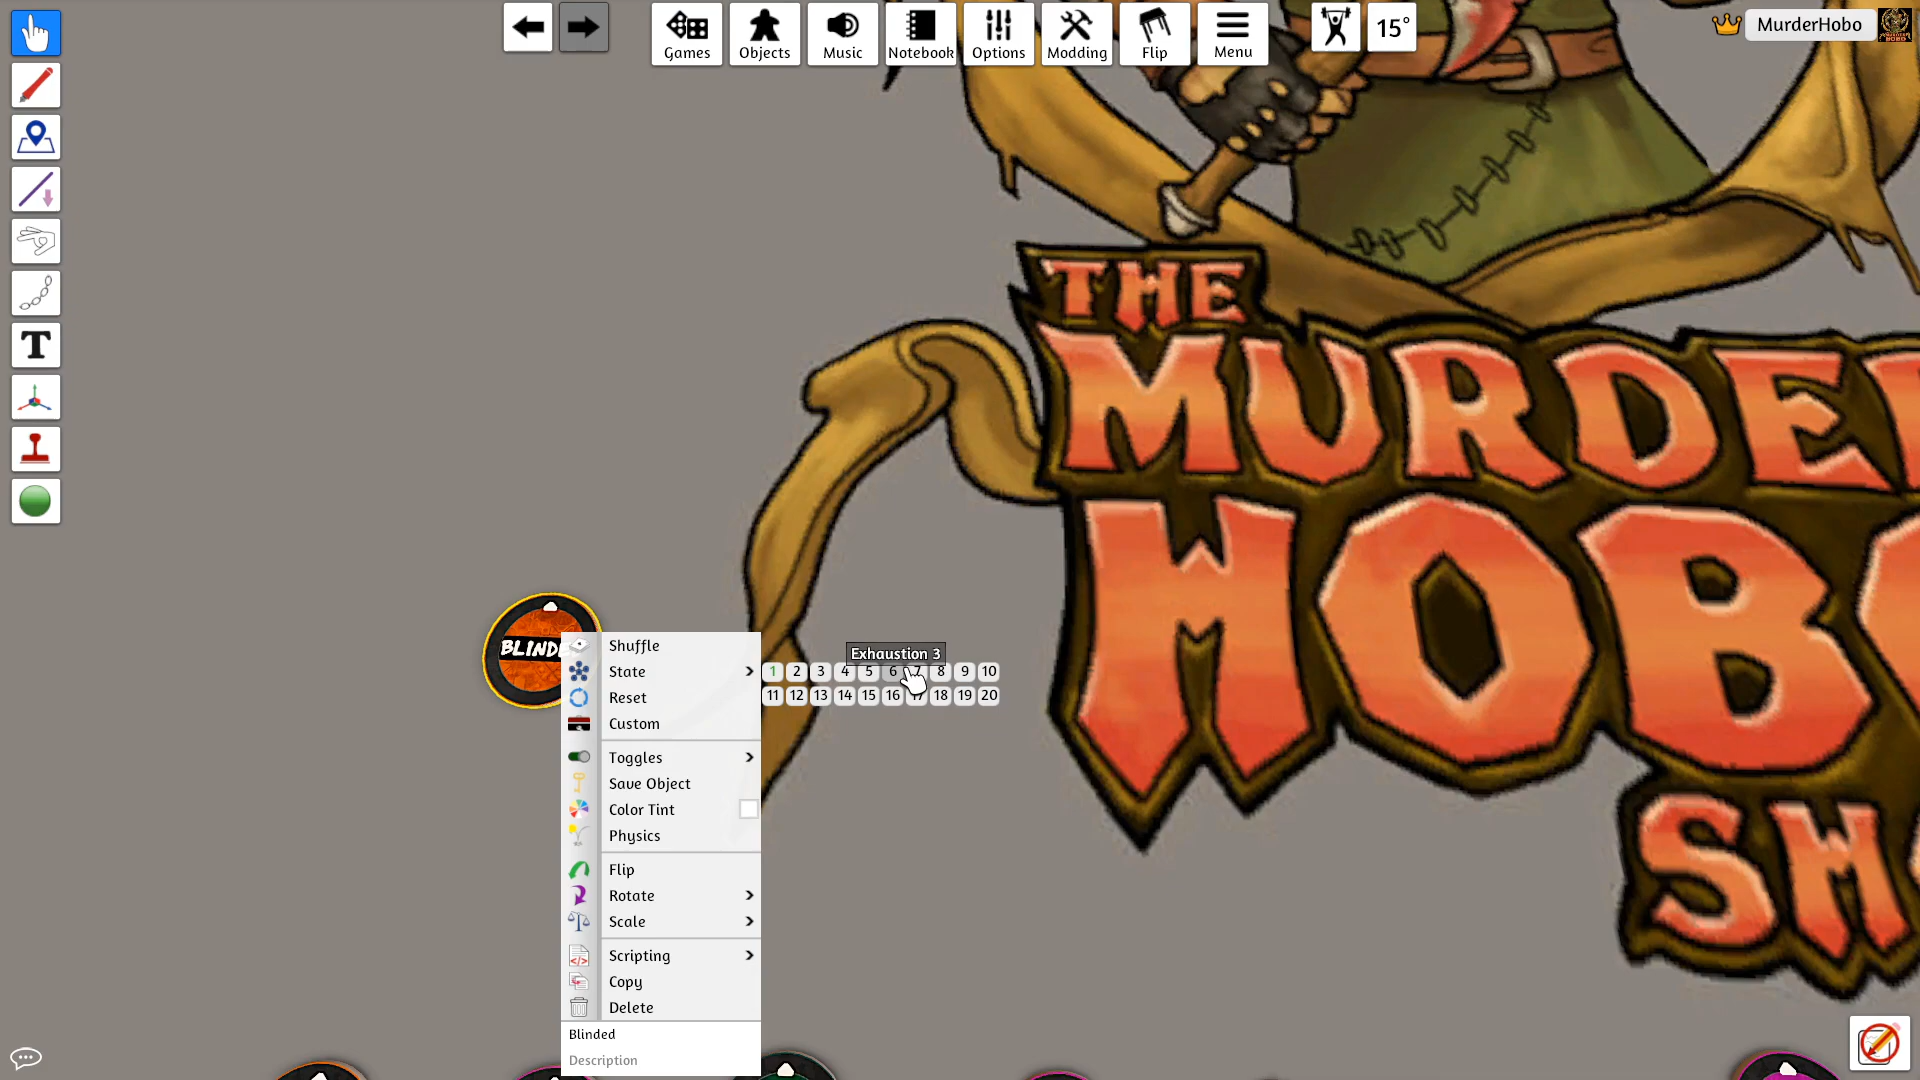 Games
Objects
Music
Notebook
Options
Modding
Flip
Menu
15°
MurderHobo
T
THE
MURDE
HOB
SH
BLINDE
Shuffle
State
Reset
Custom
Toggles
Save Object
Color Tint
Physics
Flip
Rotate
Scale
Scripting
Copy
Delete
Blinded
Description
Exhaustion 3
1 2 3 4 5 6 7 8 9 10
11 12 13 14 15 16 17 18 19 20